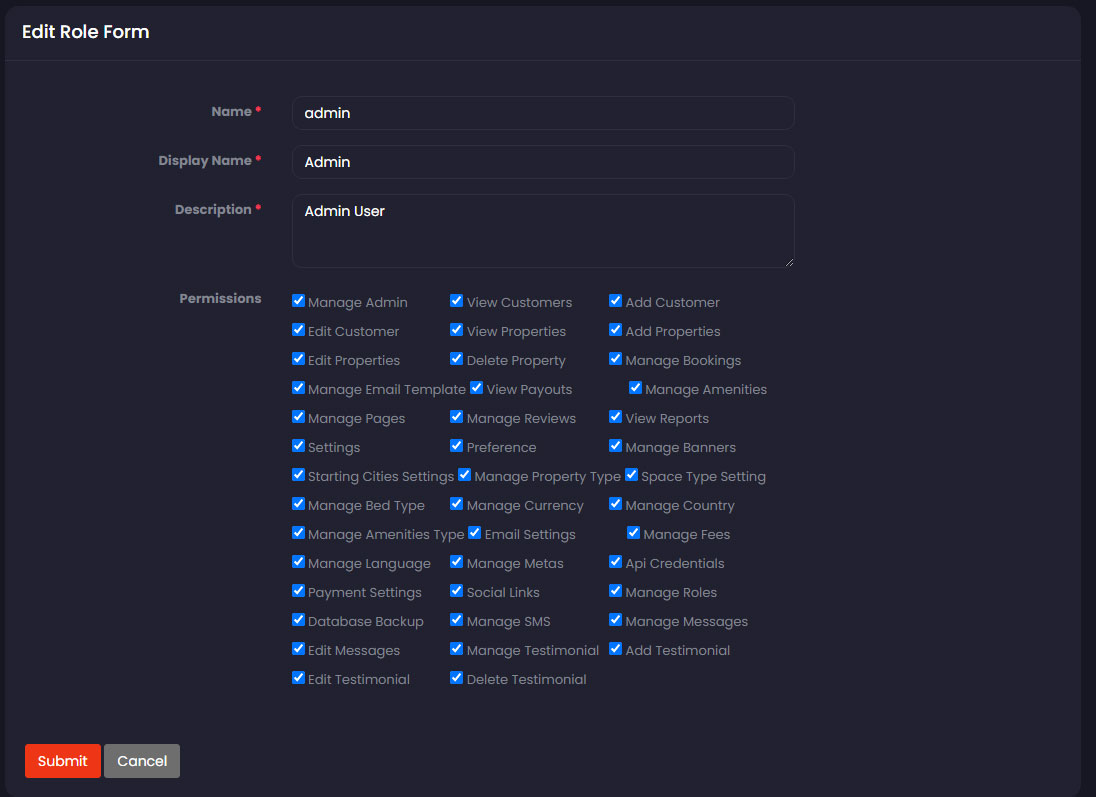 Edit Role Form
Name *
admin
Display Name *
Admin
Description *
Admin User
Permissions
Manage Admin View Customers Add Customer
Edit Customer View Properties Add Properties
Edit Properties Delete Property Manage Bookings
Manage Email Template View Payouts Manage Amenities
Manage Pages Manage Reviews View Reports
Settings Preference Manage Banners
Starting Cities Settings Manage Property Type Space Type Setting
Manage Bed Type Manage Currency Manage Country
Manage Amenities Type Email Settings Manage Fees
Manage Language Manage Metas Api Credentials
Payment Settings Social Links Manage Roles
Database Backup Manage SMS Manage Messages
Edit Messages Manage Testimonial Add Testimonial
Edit Testimonial Delete Testimonial
Submit Cancel